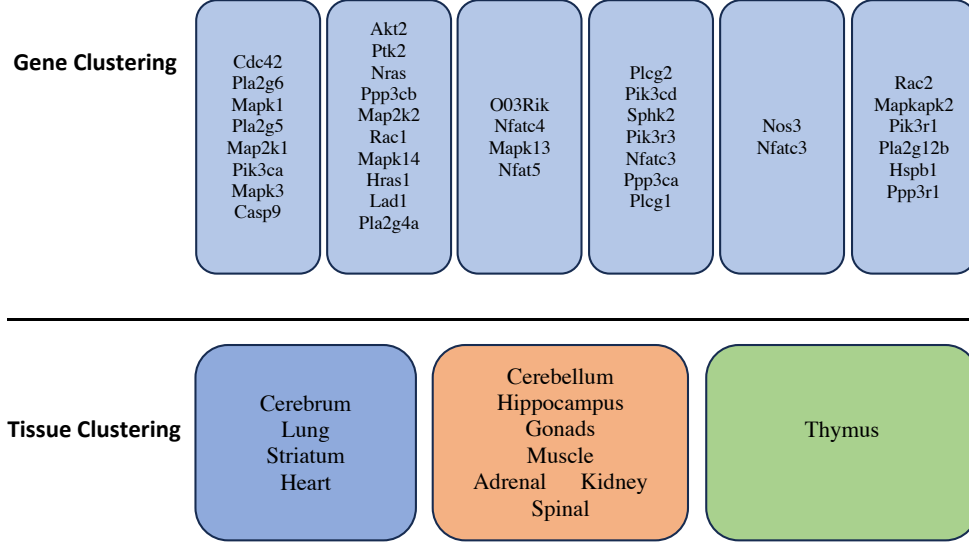 Gene Clustering
Cdc42
Pla2g6
Mapk1
Pla2g5
Map2k1
Pik3ca
Mapk3
Casp9
Akt2
Ptk2
Nras
Ppp3cb
Map2k2
Rac1
Mapk14
Hras1
Lad1
Pla2g4a
O03Rik
Nfatc4
Mapk13
Nfat5
Plcg2
Pik3cd
Sphk2
Pik3r3
Nfatc3
Ppp3ca
Plcg1
Nos3
Nfatc3
Rac2
Mapkapk2
Pik3r1
Pla2g12b
Hspb1
Ppp3r1
Tissue Clustering
Cerebrum
Lung
Striatum
Heart
Cerebellum
Hippocampus
Gonads
Muscle
Adrenal Kidney
Spinal
Thymus